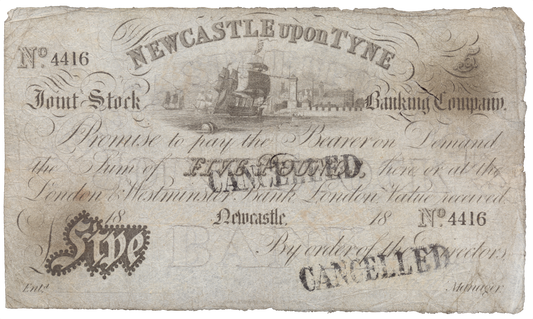 NEWCASTLE upon TYNE
No. 4416
Joint Stock Banking Company.
I Promise to pay the Bearer on Demand
the Sum of FIVE POUNDS, here or at the
London & Westminster Bank London Value received
18 Newcastle, 18 No. 4416
Five By order of the Directors
CANCELLED
CANCELLED
Entd. Manager